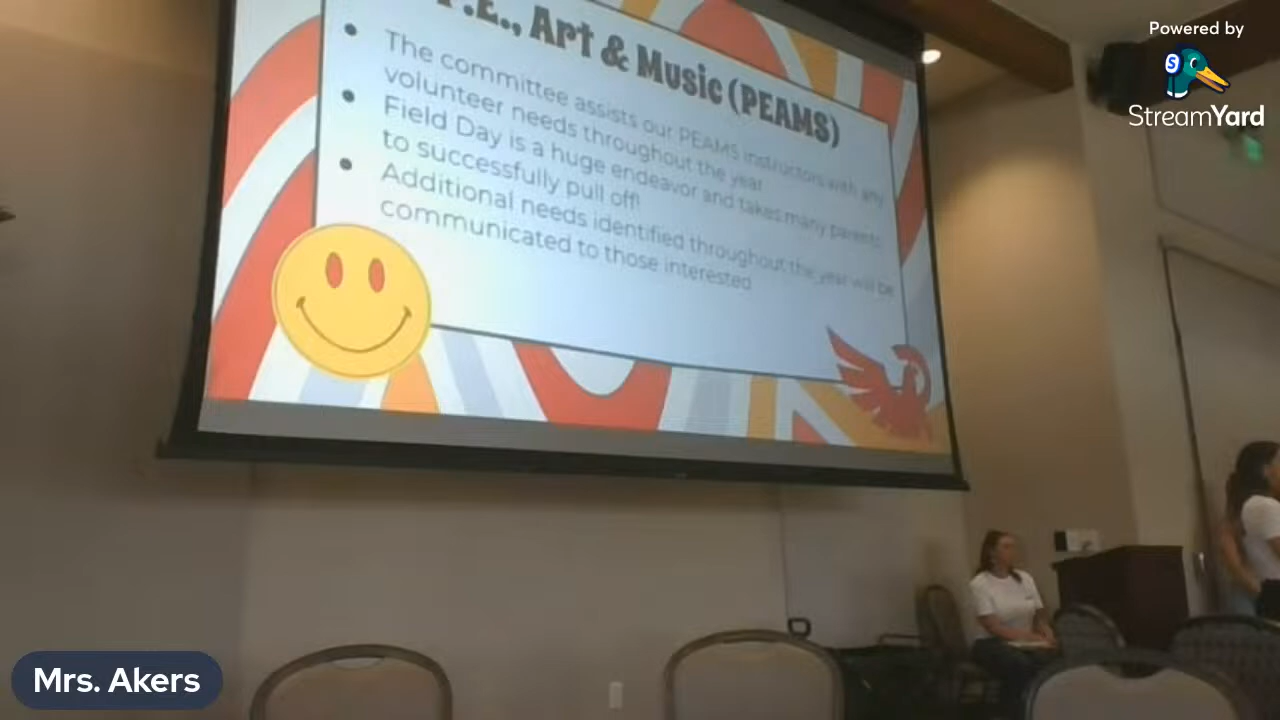 P.E., Art & Music (PEAMS)
The committee assists our PEAMS instructors with any
volunteer needs throughout the year
Field Day is a huge endeavor and takes many parents
to successfully pull off!
Additional needs identified throughout the year will be
communicated to those interested
Powered by
S
StreamYard
Mrs. Akers